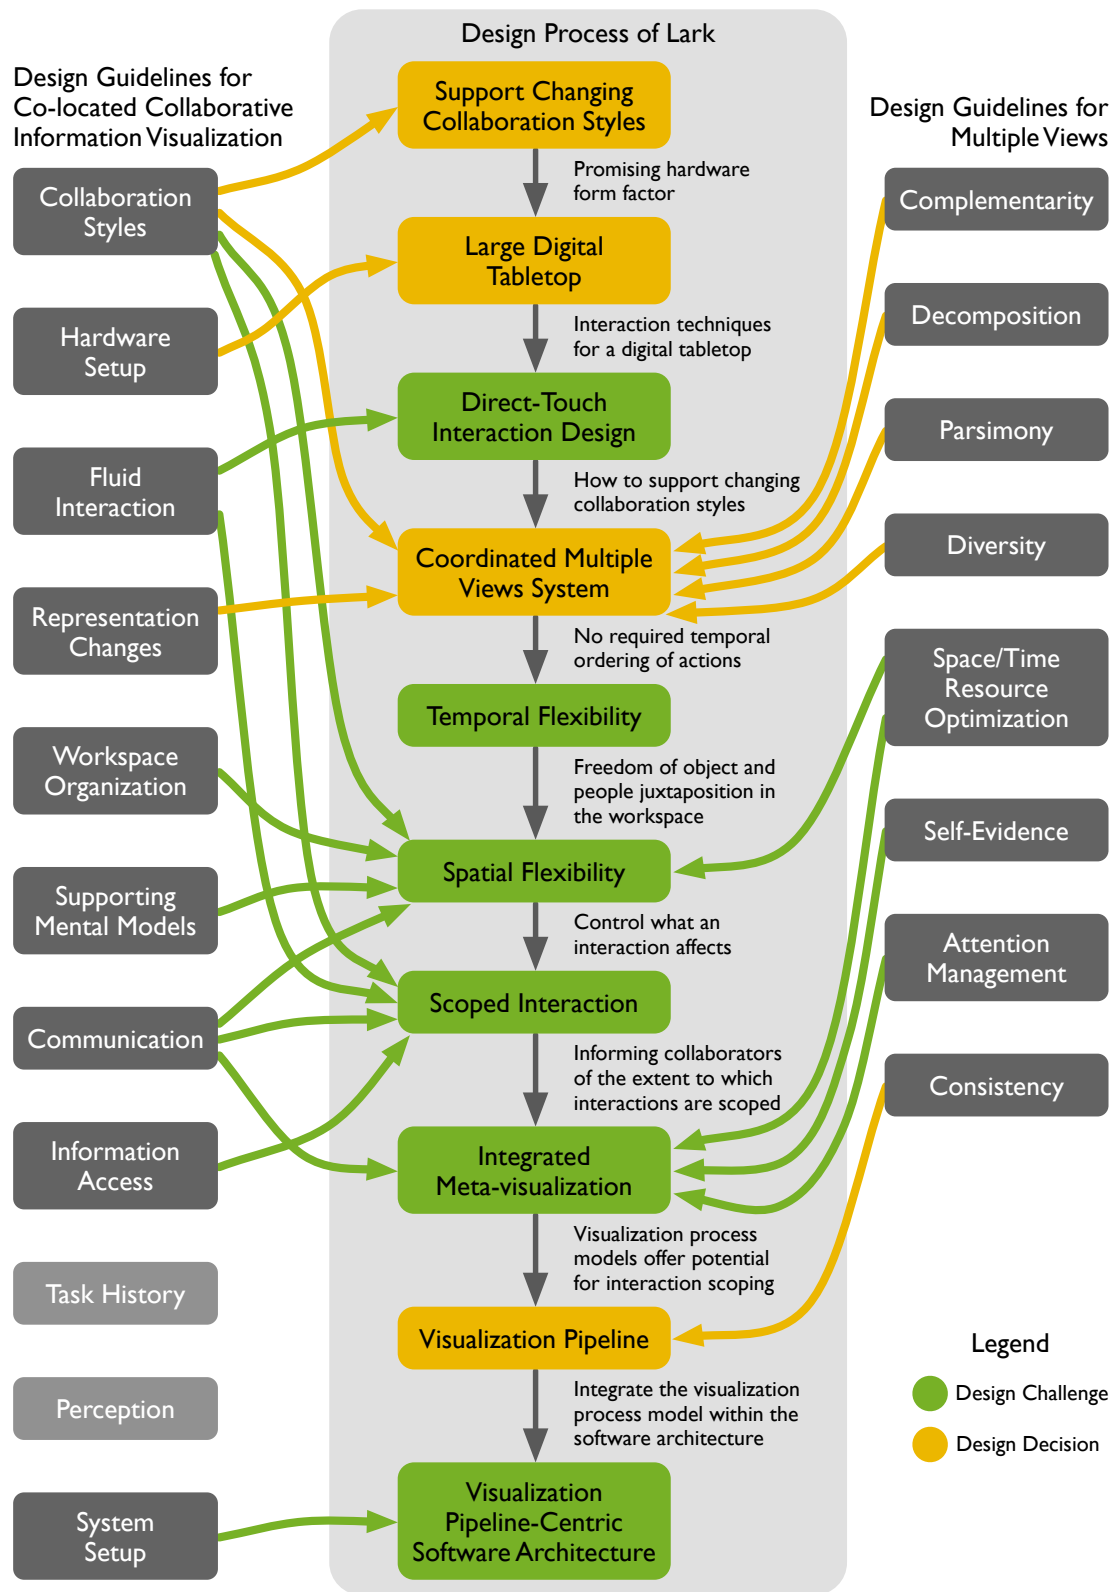 Design Process of Lark
Design Guidelines for
Co-located Collaborative
Information Visualization
Collaboration
Styles
Hardware
Setup
Fluid
Interaction
Representation
Changes
Workspace
Organization
Supporting
Mental Models
Communication
Information
Access
Task History
Perception
System
Setup
Support Changing
Collaboration Styles
Promising hardware
form factor
Large Digital
Tabletop
Interaction techniques
for a digital tabletop
Direct-Touch
Interaction Design
How to support changing
collaboration styles
Coordinated Multiple
Views System
No required temporal
ordering of actions
Temporal Flexibility
Freedom of object and
people juxtaposition in
the workspace
Spatial Flexibility
Control what an
interaction affects
Scoped Interaction
Informing collaborators
of the extent to which
interactions are scoped
Integrated
Meta-visualization
Visualization process
models offer potential
for interaction scoping
Visualization Pipeline
Integrate the visualization
process model within the
software architecture
Visualization
Pipeline-Centric
Software Architecture
Design Guidelines for
Multiple Views
Complementarity
Decomposition
Parsimony
Diversity
Space/Time
Resource
Optimization
Self-Evidence
Attention
Management
Consistency
Legend
Design Challenge
Design Decision